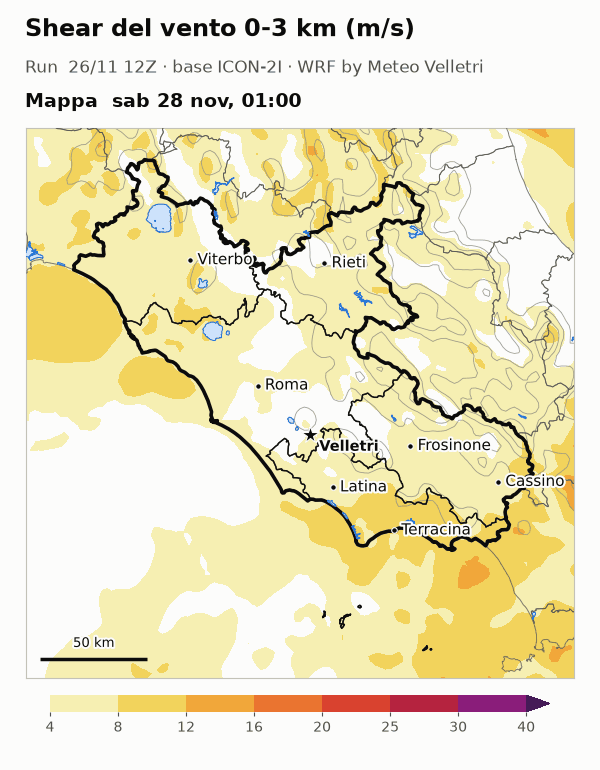 Shear del vento 0-3 km (m/s)
Run  26/11 12Z · base ICON-2I · WRF by Meteo Velletri
Mappa  sab 28 nov, 01:00
Viterbo
Rieti
Roma
Velletri
Frosinone
Latina
Cassino
Terracina
50 km
4 8 12 16 20 25 30 40